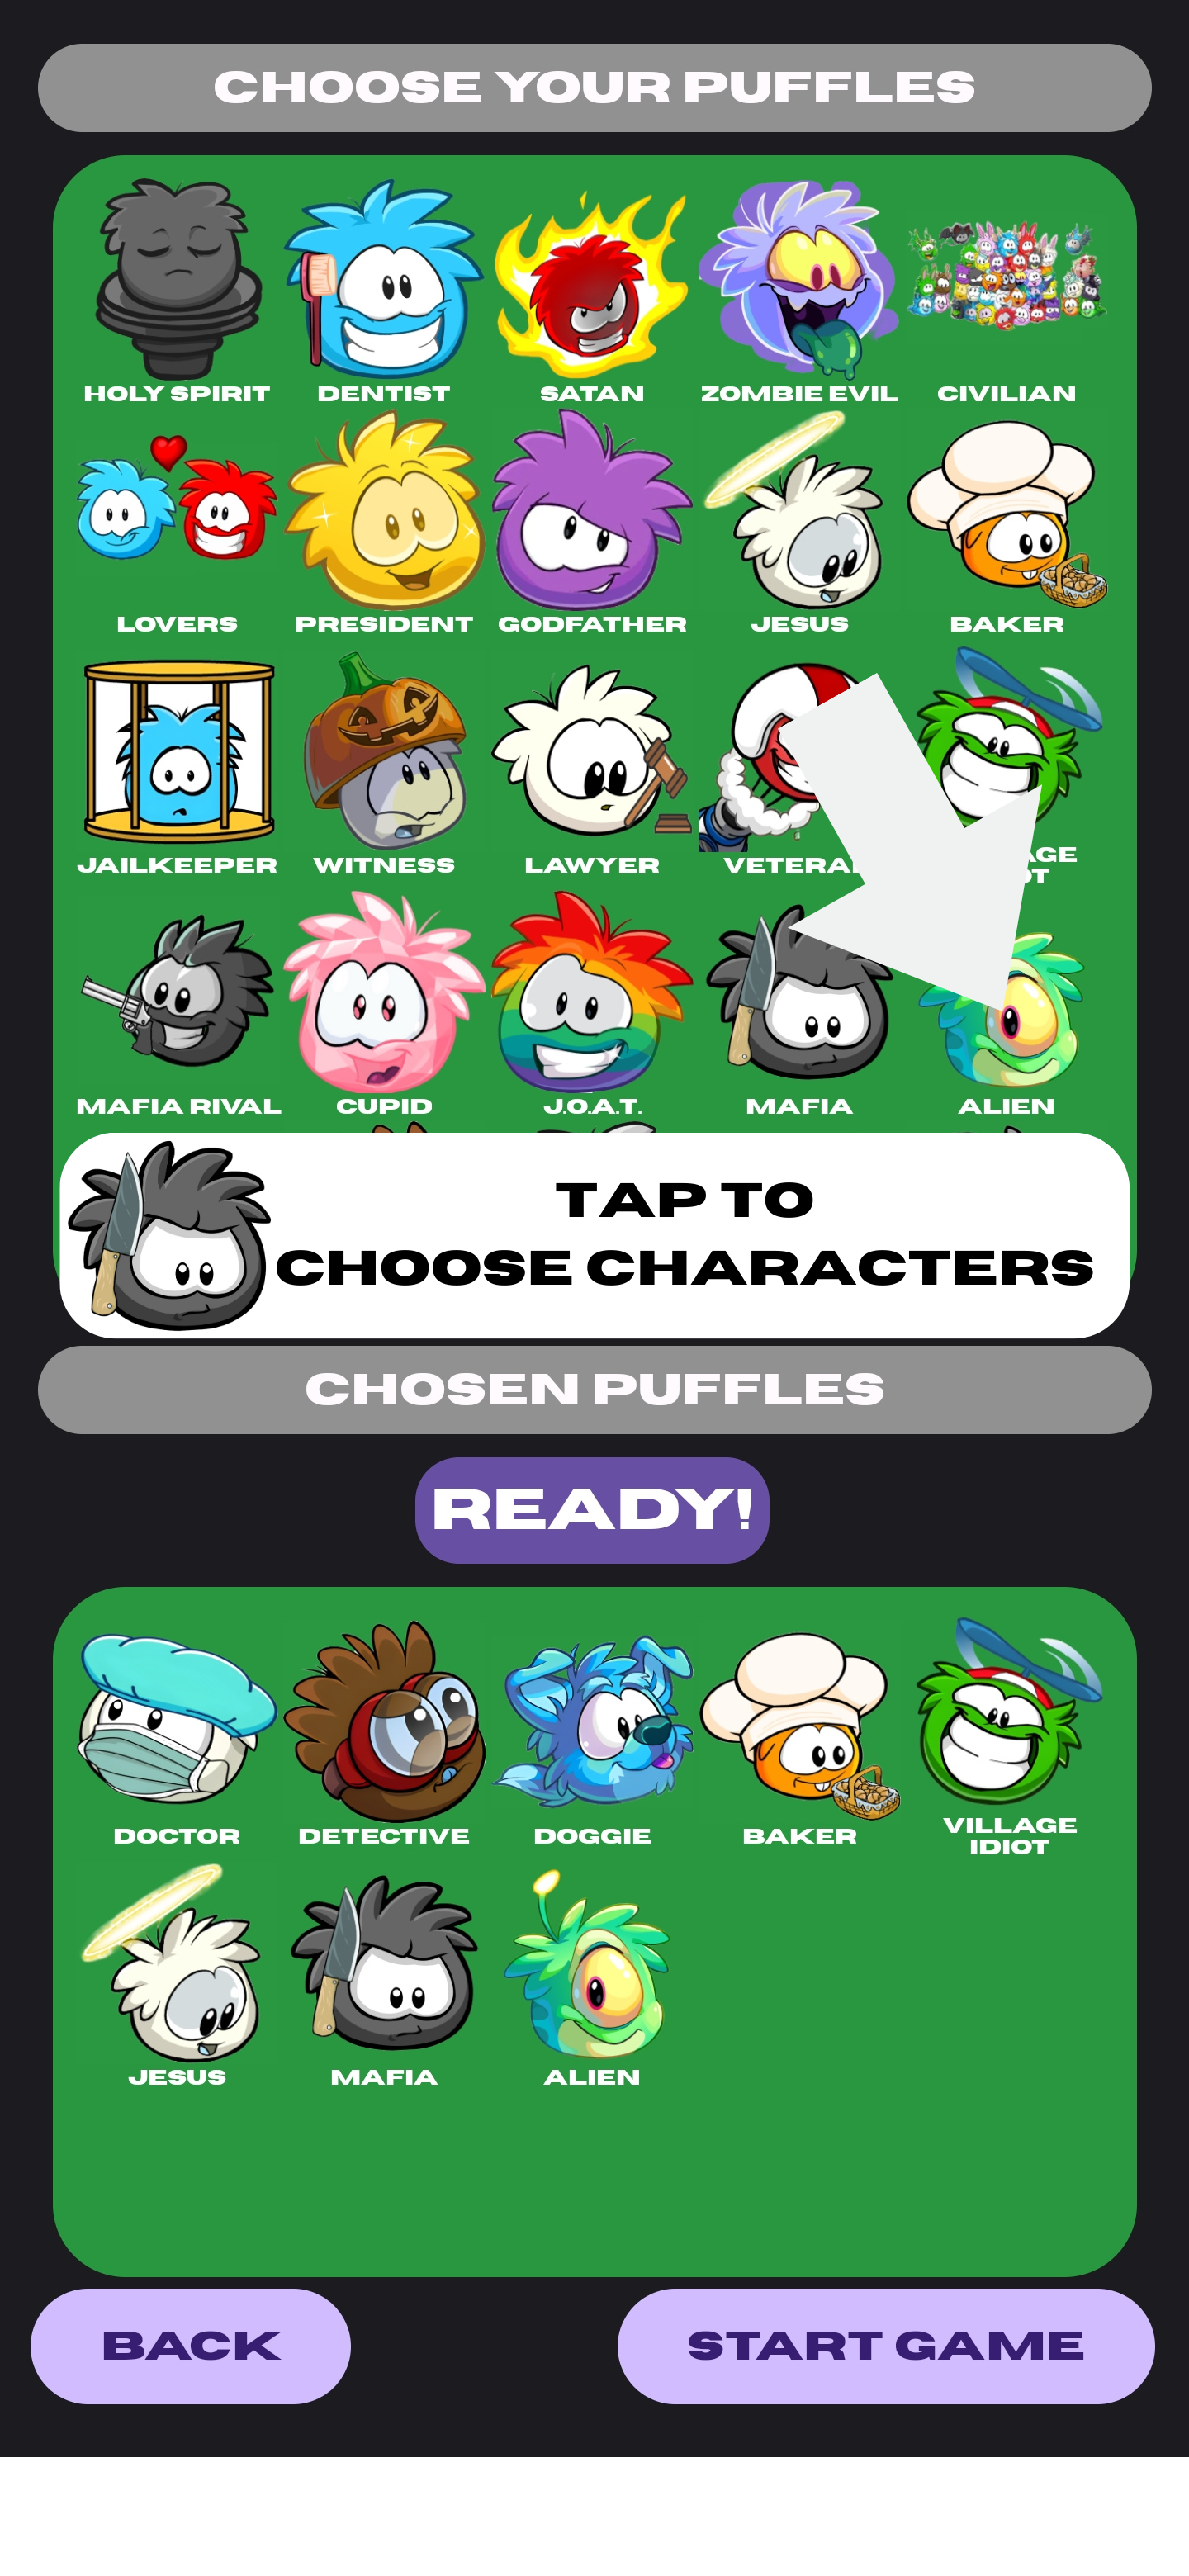 CHOOSE YOUR PUFFLES
HOLY SPIRIT
DENTIST
SATAN
ZOMBIE EVIL
CIVILIAN
LOVERS
PRESIDENT
GODFATHER
JESUS
BAKER
JAILKEEPER
WITNESS
LAWYER
MAFIA RIVAL
CUPID
J.O.A.T.
MAFIA
ALIEN
TAP TO
CHOOSE CHARACTERS
CHOSEN PUFFLES
READY!
DOCTOR
DETECTIVE
DOGGIE
BAKER
VILLAGE
IDIOT
JESUS
MAFIA
ALIEN
BACK
START GAME